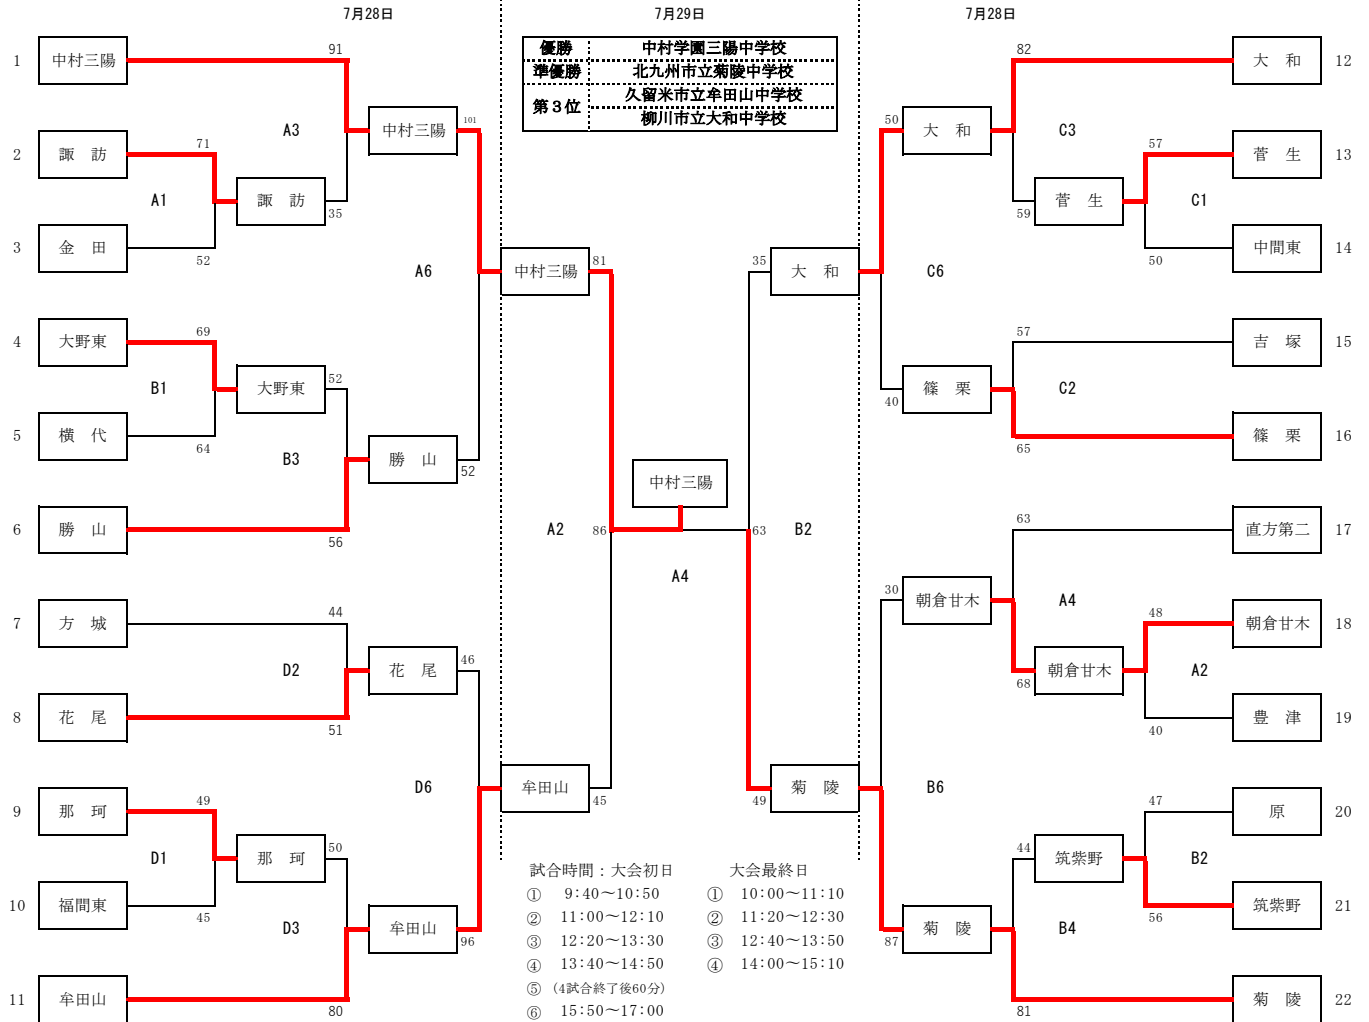 7月28日 7月29日 7月28日
優勝 中村学園三陽中学校
準優勝 北九州市立菊陵中学校
第３位 久留米市立牟田山中学校
柳川市立大和中学校
1 中村三陽 91 82 大　和 12
A3 中村三陽 101 50 大　和 C3
2 諏　訪 71 57 菅　生 13
A1 諏　訪 35 59 菅　生 C1
3 金　田 52 50 中間東 14
A6 中村三陽 81 35 大　和 C6
4 大野東 69 57 吉　塚 15
B1 大野東 52 40 篠　栗 C2
5 横　代 64 65 篠　栗 16
B3 勝　山 52
中村三陽
6 勝　山 56 63 直方第二 17
A2 86 63 B2
A4
7 方　城 44 30 朝倉甘木 A4 48 朝倉甘木 18
D2 花　尾 46 68 朝倉甘木 A2
8 花　尾 51 40 豊　津 19
D6 牟田山 45 49 菊　陵 B6
9 那　珂 49 47 原 20
D1 那　珂 50 44 筑紫野 B2
10 福間東 45 56 筑紫野 21
D3 牟田山 96 87 菊　陵 B4
11 牟田山 80 81 菊　陵 22
試合時間：大会初日 大会最終日
① 9:40～10:50 ① 10:00～11:10
② 11:00～12:10 ② 11:20～12:30
③ 12:20～13:30 ③ 12:40～13:50
④ 13:40～14:50 ④ 14:00～15:10
⑤ (4試合終了後60分)
⑥ 15:50～17:00